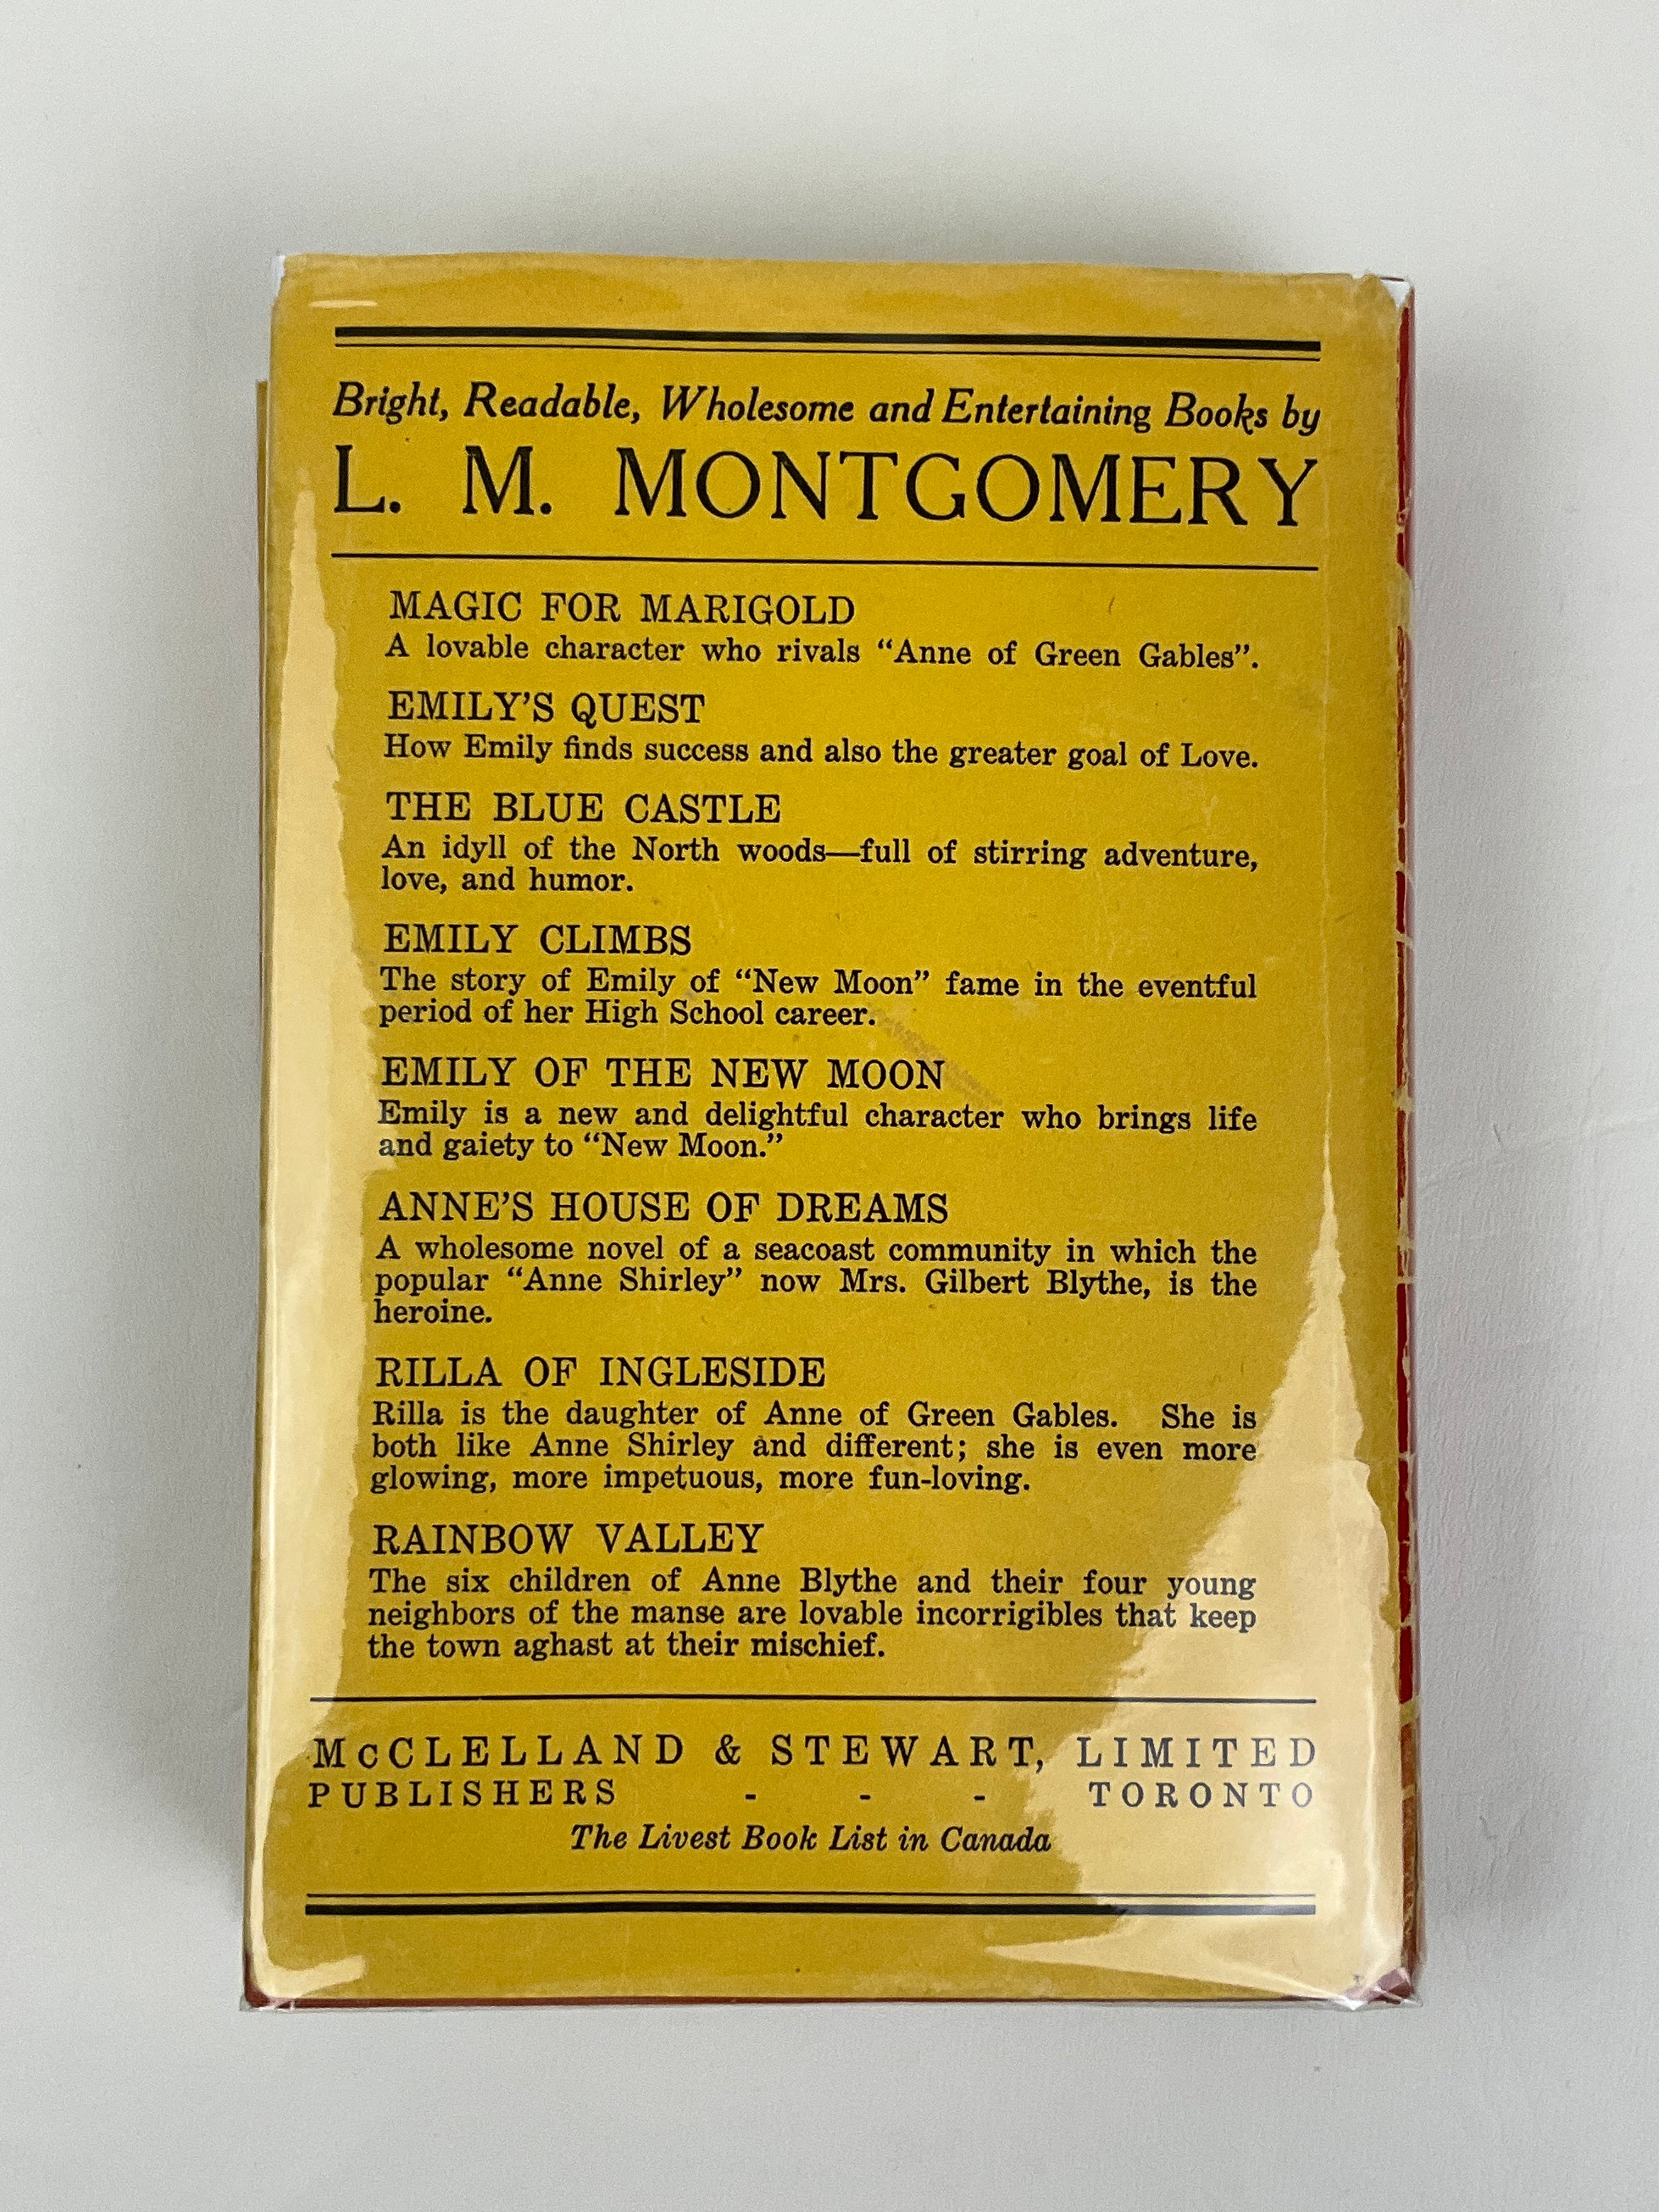 Bright, Readable, Wholesome and Entertaining Books by
L. M. MONTGOMERY
MAGIC FOR MARIGOLD
A lovable character who rivals “Anne of Green Gables”.
EMILY’S QUEST
How Emily finds success and also the greater goal of Love.
THE BLUE CASTLE
An idyll of the North woods—full of stirring adventure,
love, and humor.
EMILY CLIMBS
The story of Emily of “New Moon” fame in the eventful
period of her High School career.
EMILY OF THE NEW MOON
Emily is a new and delightful character who brings life
and gaiety to “New Moon.”
ANNE’S HOUSE OF DREAMS
A wholesome novel of a seacoast community in which the
popular “Anne Shirley” now Mrs. Gilbert Blythe, is the
heroine.
RILLA OF INGLESIDE
Rilla is the daughter of Anne of Green Gables. She is
both like Anne Shirley and different; she is even more
glowing, more impetuous, more fun-loving.
RAINBOW VALLEY
The six children of Anne Blythe and their four young
neighbors of the manse are lovable incorrigibles that keep
the town aghast at their mischief.
McCLELLAND & STEWART, LIMITED
PUBLISHERS - - - TORONTO
The Livest Book List in Canada